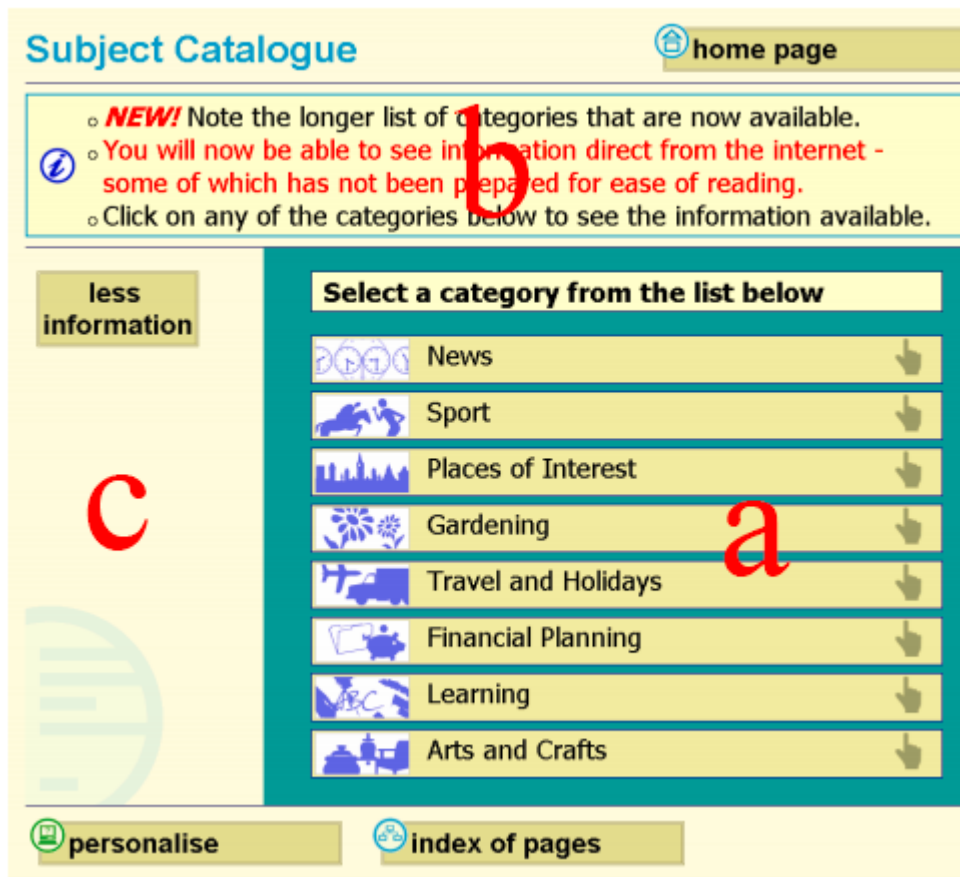 Subject Catalogue
home page
NEW! Note the longer list of categories that are now available.
You will now be able to see information direct from the internet -
some of which has not been prepared for ease of reading.
Click on any of the categories below to see the information available.
b
less
information
Select a category from the list below
News
Sport
Places of Interest
Gardening
Travel and Holidays
Financial Planning
Learning
ABC
Arts and Crafts
c
a
personalise
index of pages